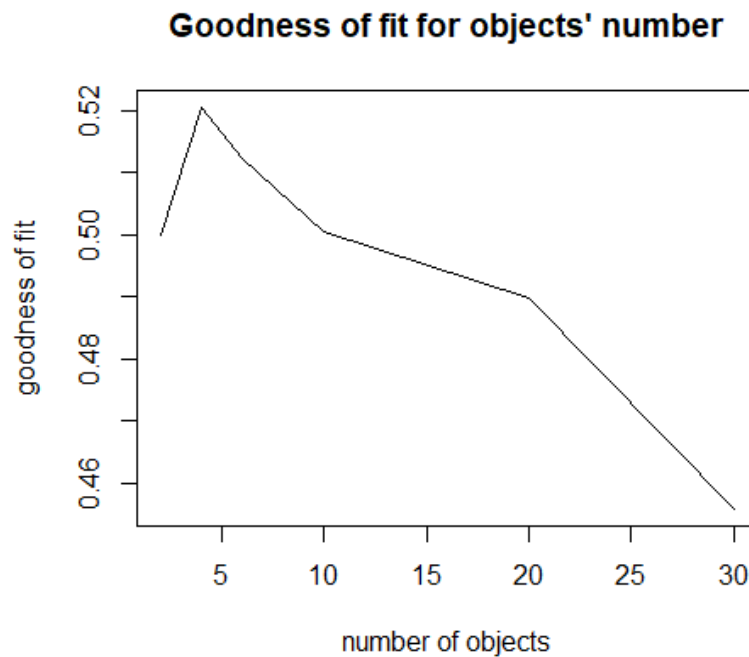 Goodness of fit for objects' number
goodness of fit
0.52
0.50
0.48
0.46
5 10 15 20 25 30
number of objects